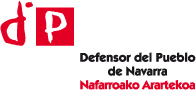 dP
Defensor del Pueblo
de Navarra
Nafarroako Arartekoa